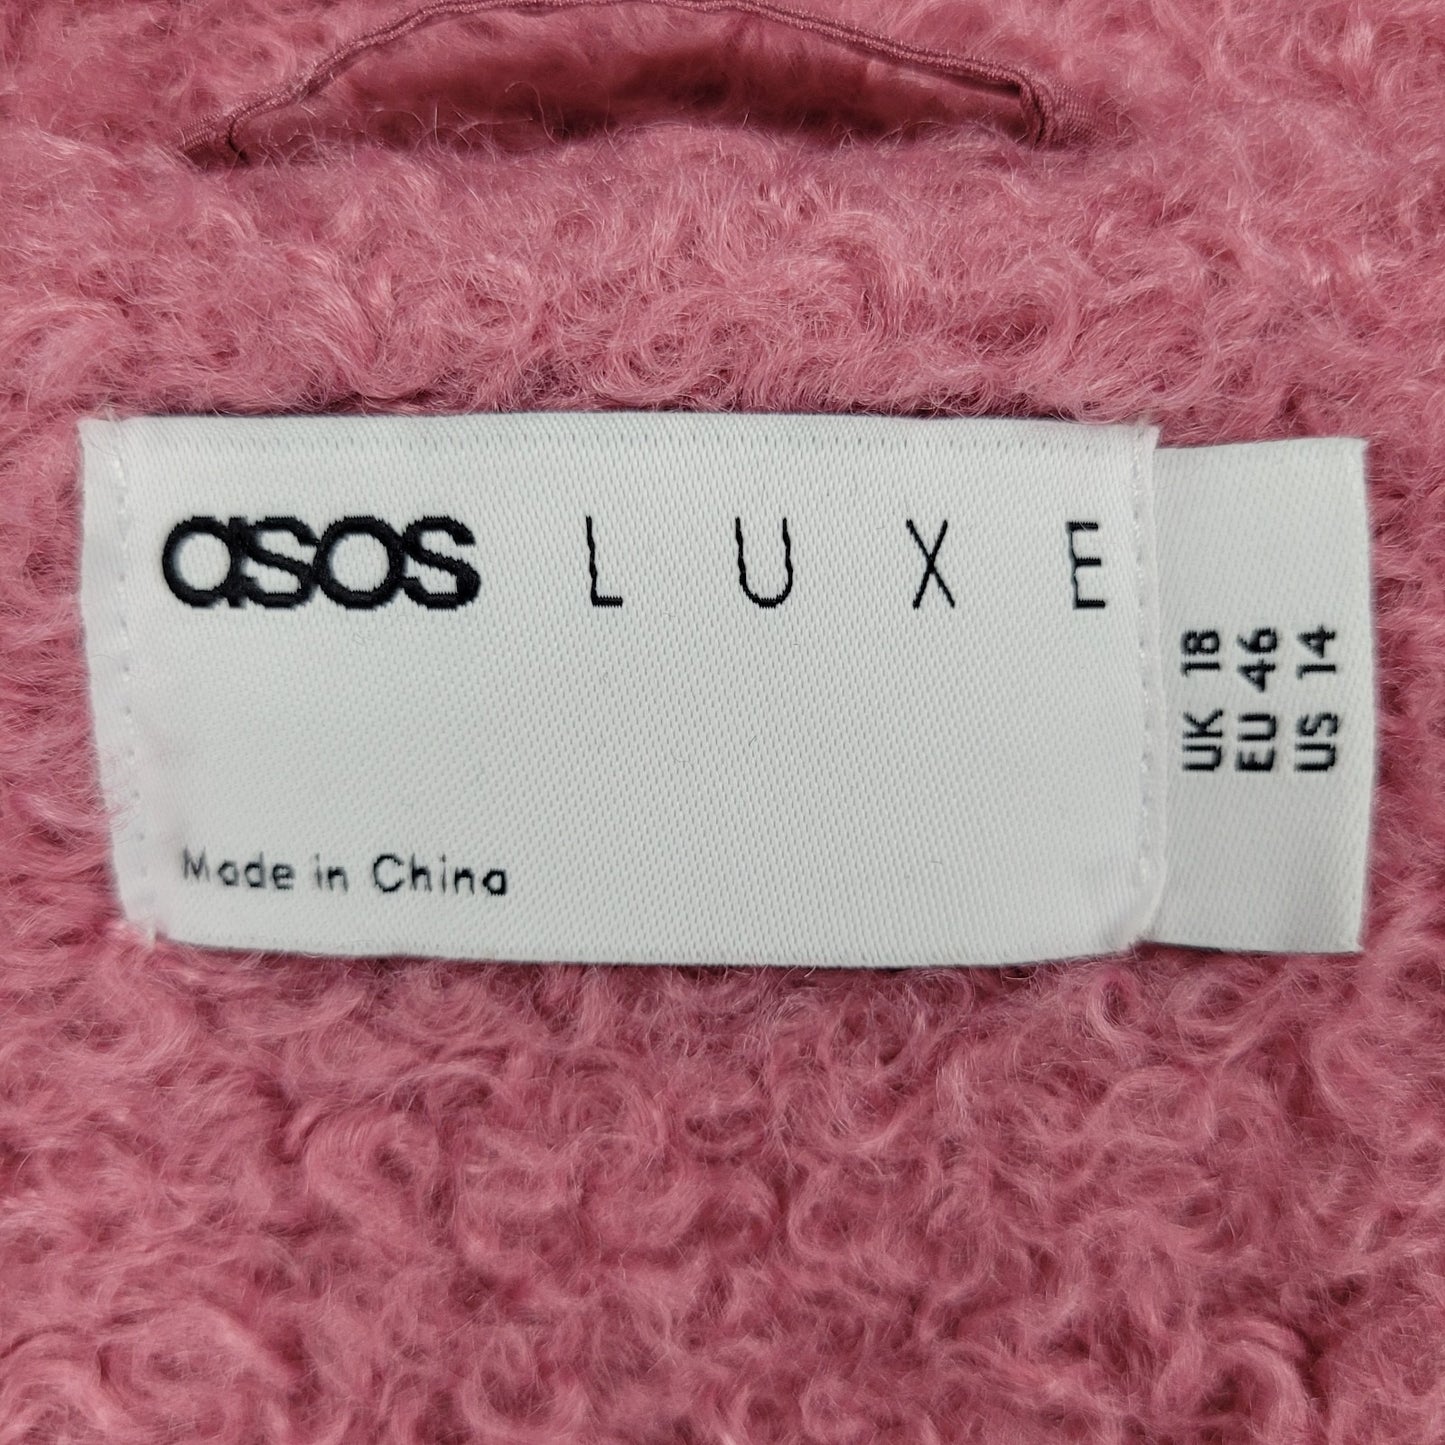 asos LUXE
Made in China
UK 18
EU 46
US 14